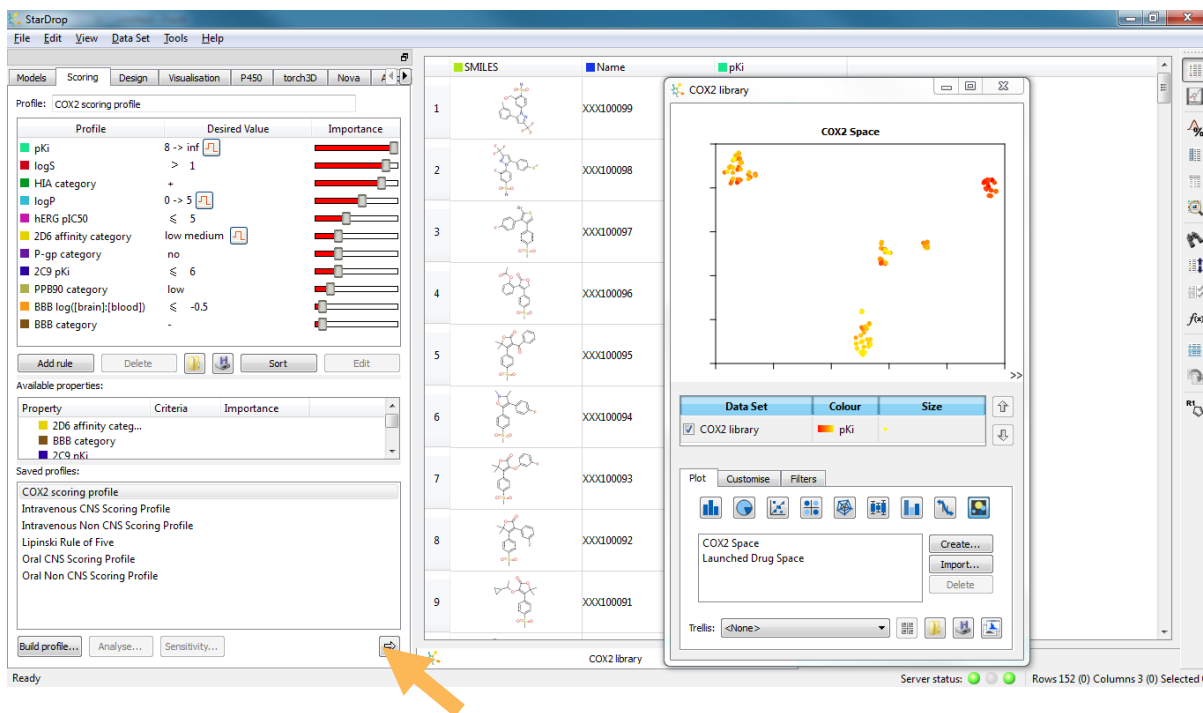 StarDrop
File Edit View Data Set Tools Help
Models Scoring Design Visualisation P450 torch3D Nova
Profile: COX2 scoring profile
Profile Desired Value Importance
pKi 8 -> inf
logS > 1
HIA category +
logP 0 -> 5
hERG pIC50 ≤ 5
2D6 affinity category low medium
P-gp category no
2C9 pKi ≤ 6
PPB90 category low
BBB log([brain]:[blood]) ≤ -0.5
BBB category -
Add rule Delete Sort Edit
Available properties:
Property Criteria Importance
2D6 affinity categ...
BBB category
2C9 pKi
Saved profiles:
COX2 scoring profile
Intravenous CNS Scoring Profile
Intravenous Non CNS Scoring Profile
Lipinski Rule of Five
Oral CNS Scoring Profile
Oral Non CNS Scoring Profile
Build profile... Analyse... Sensitivity...
Ready
SMILES Name pKi
1 XXX100099
2 XXX100098
3 XXX100097
4 XXX100096
5 XXX100095
6 XXX100094
7 XXX100093
8 XXX100092
9 XXX100091
COX2 library
COX2 library
COX2 Space
>>
Data Set Colour Size
COX2 library pKi
Plot Customise Filters
COX2 Space
Launched Drug Space
Create...
Import...
Delete
Trellis: <None>
%
f(x)
R1
Server status: Rows 152 (0) Columns 3 (0) Selected